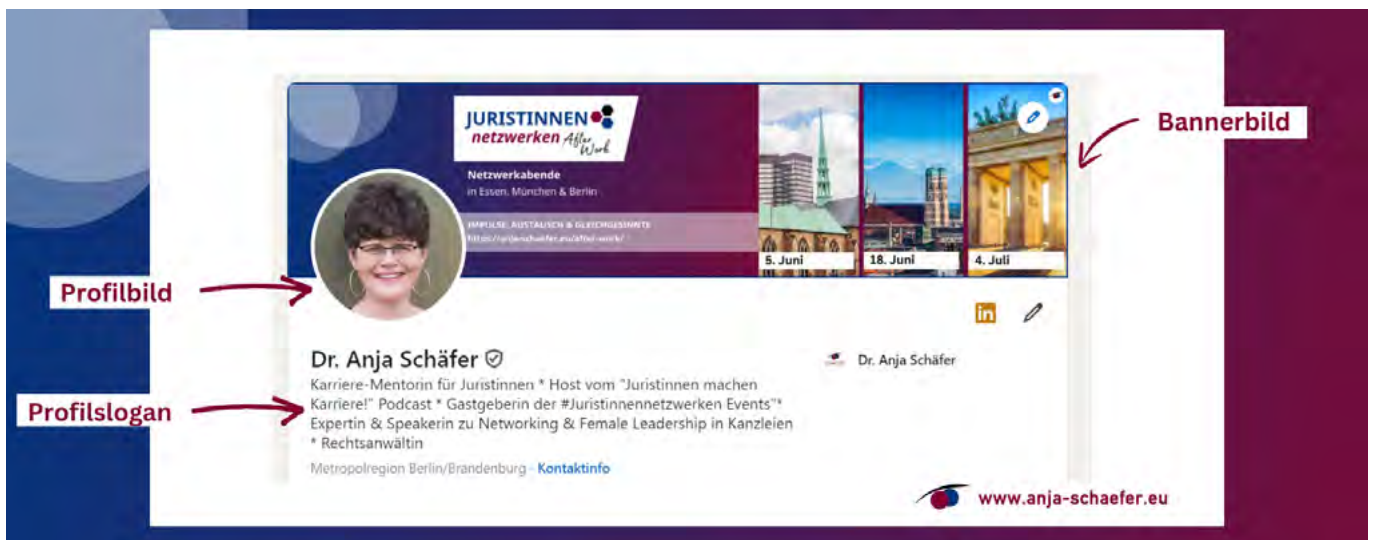 JURISTINNEN
netzwerken After
Work
Netzwerkabende
in Essen, München & Berlin
IMPULSE, AUSTAUSCH & GLEICHGESINNTE
5. Juni
18. Juni
4. Juli
Bannerbild
Profilbild
in
Dr. Anja Schäfer
Dr. Anja Schäfer
Karriere-Mentorin für Juristinnen * Host vom "Juristinnen machen
Karriere!" Podcast * Gastgeberin der #Juristinnennetzwerken Events"*
Expertin & Speakerin zu Networking & Female Leadership in Kanzleien
* Rechtsanwältin
Profilslogan
Metropolregion Berlin/Brandenburg · Kontaktinfo
www.anja-schaefer.eu